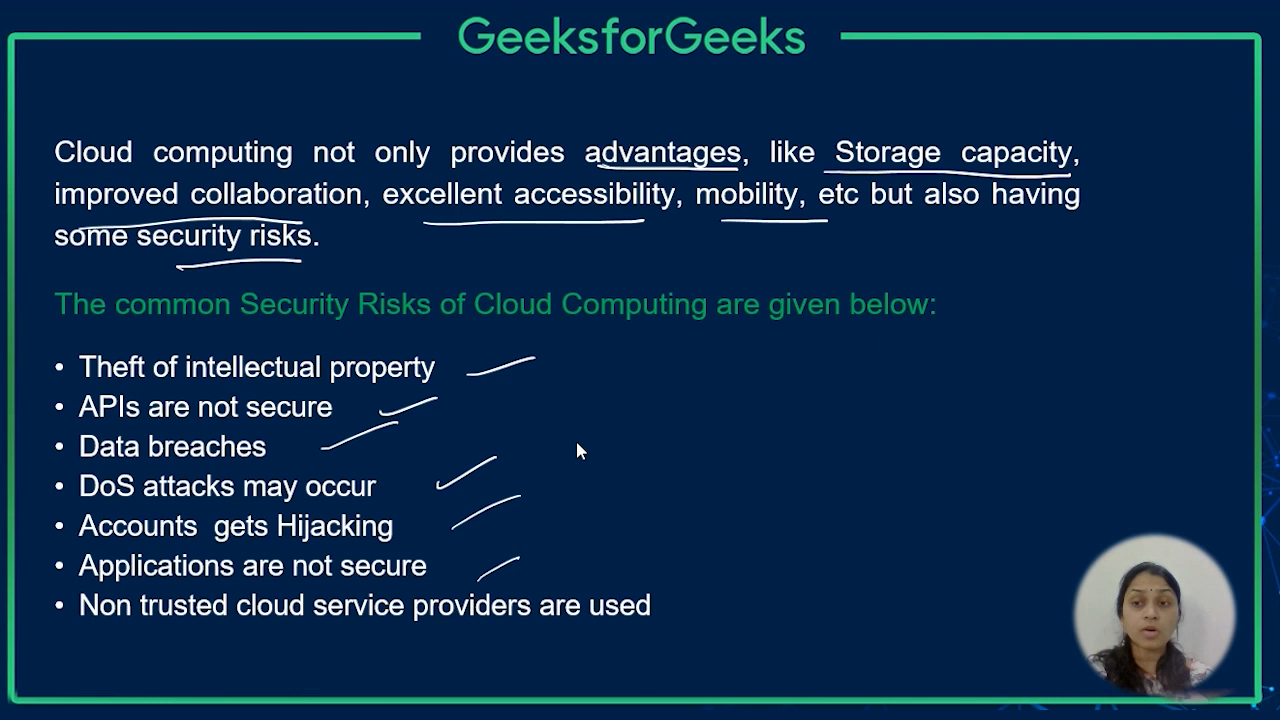 GeeksforGeeks
Cloud computing not only provides advantages, like Storage capacity,
improved collaboration, excellent accessibility, mobility, etc but also having
some security risks.
The common Security Risks of Cloud Computing are given below:
• Theft of intellectual property
• APIs are not secure
• Data breaches
• DoS attacks may occur
• Accounts  gets Hijacking
• Applications are not secure
• Non trusted cloud service providers are used